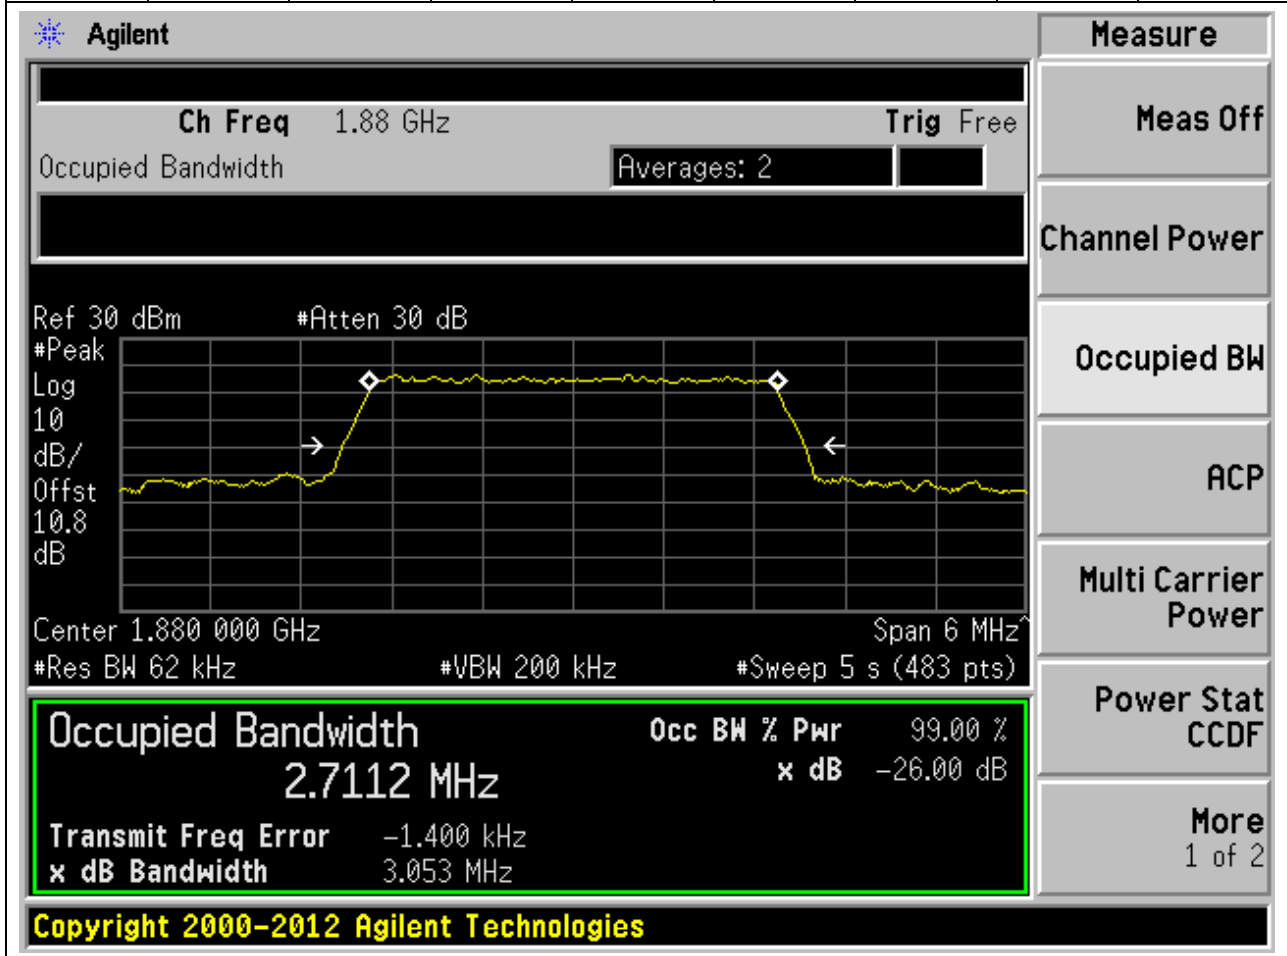 Agilent
Measure
Ch Freq 1.88 GHz Trig Free
Occupied Bandwidth Averages: 2
Meas Off
Channel Power
Occupied BW
ACP
Multi Carrier
Power
Power Stat
CCDF
More
1 of 2
Ref 30 dBm #Atten 30 dB
#Peak
Log
10
dB/
Offst
10.8
dB
Center 1.880 000 GHz Span 6 MHz^
#Res BW 62 kHz #VBW 200 kHz #Sweep 5 s (483 pts)
Occupied Bandwidth Occ BW % Pwr 99.00 %
2.7112 MHz x dB -26.00 dB
Transmit Freq Error -1.400 kHz
x dB Bandwidth 3.053 MHz
Copyright 2000-2012 Agilent Technologies